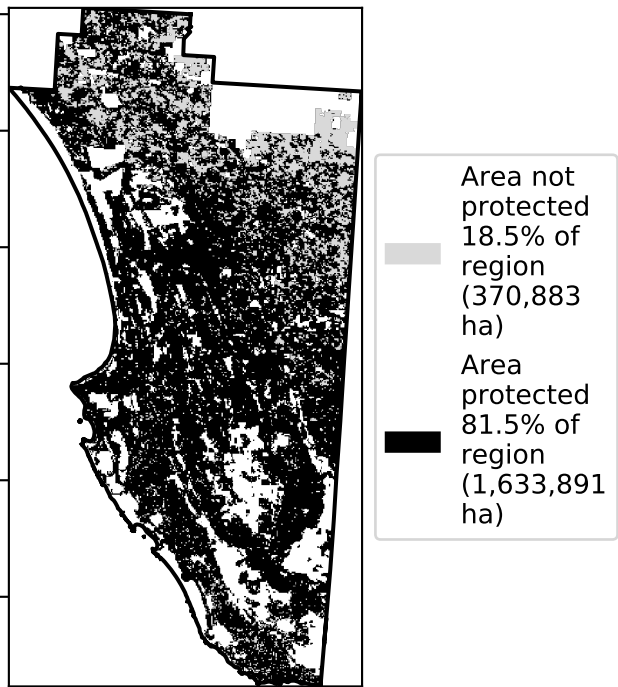 Area not
protected
18.5% of
region
(370,883
ha)
Area
protected
81.5% of
region
(1,633,891
ha)